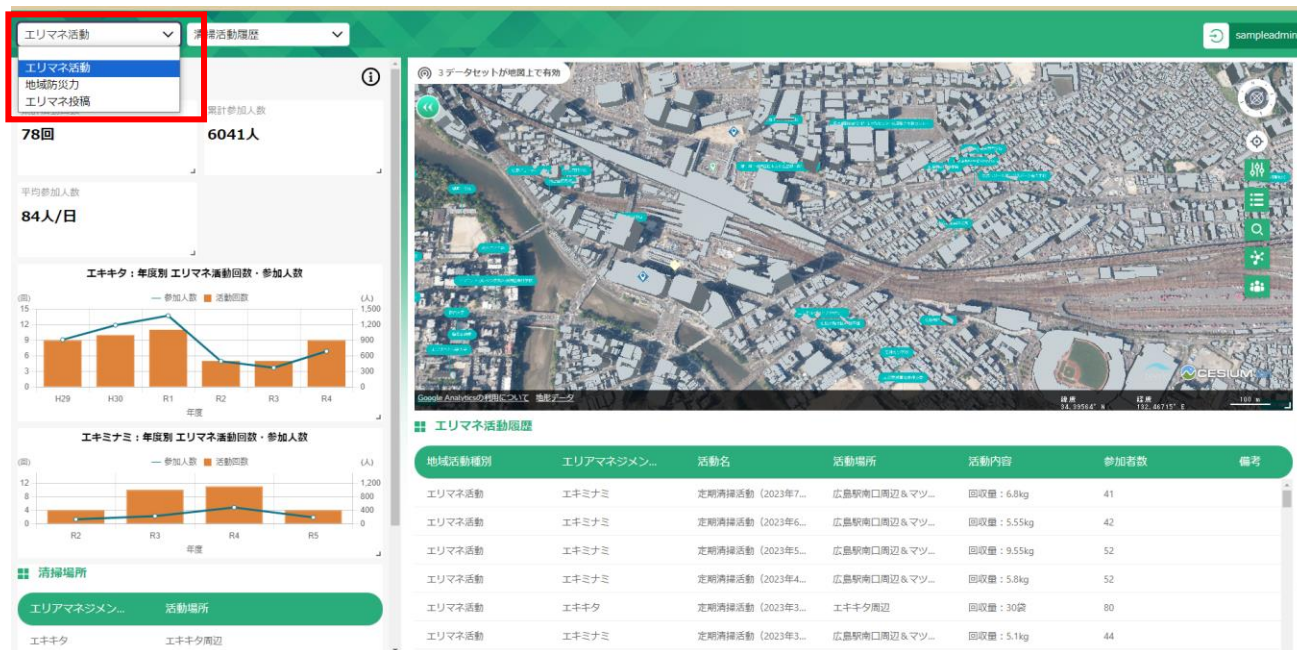 エリマネ活動
清掃活動履歴
sampleadmin
エリマネ活動
地域防災力
エリマネ投稿
累計参加人数
78回
6041人
平均参加人数
84人/日
エキキタ：年度別 エリマネ活動回数・参加人数
(回)
参加人数
活動回数
(人)
15
12
9
6
3
0
1,500
1,200
900
600
300
0
H29
H30
R1
R2
R3
R4
年度
エキミナミ：年度別 エリマネ活動回数・参加人数
(回)
参加人数
活動回数
(人)
12
8
4
0
1,200
800
400
0
R2
R3
R4
R5
年度
清掃場所
エリアマネジメン...
活動場所
エキキタ
エキキタ周辺
3 データセットが地図上で有効
CESIUM
Google Analyticsの利用について 地形データ
緯度
34.39564° N
経度
132.46715° E
100 m
エリマネ活動履歴
地域活動種別 エリアマネジメン... 活動名 活動場所 活動内容 参加者数 備考
エリマネ活動 エキミナミ 定期清掃活動（2023年7... 広島駅南口周辺＆マツ... 回収量：6.8kg 41
エリマネ活動 エキミナミ 定期清掃活動（2023年6... 広島駅南口周辺＆マツ... 回収量：5.55kg 42
エリマネ活動 エキミナミ 定期清掃活動（2023年5... 広島駅南口周辺＆マツ... 回収量：9.55kg 52
エリマネ活動 エキミナミ 定期清掃活動（2023年4... 広島駅南口周辺＆マツ... 回収量：5.8kg 52
エリマネ活動 エキキタ 定期清掃活動（2023年3... エキキタ周辺 回収量：30袋 80
エリマネ活動 エキミナミ 定期清掃活動（2023年3... 広島駅南口周辺＆マツ... 回収量：5.1kg 44